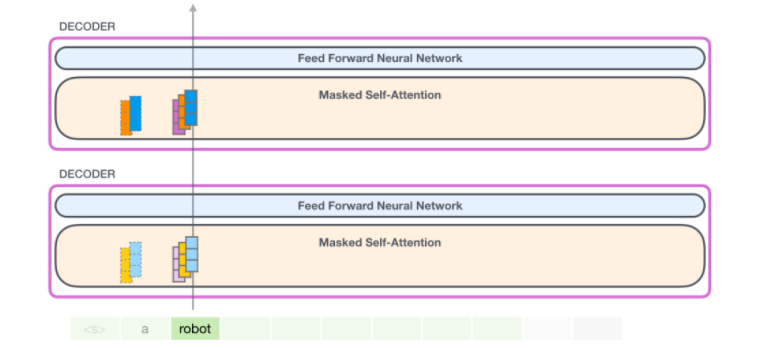 DECODER
Feed Forward Neural Network
Masked Self-Attention
DECODER
Feed Forward Neural Network
Masked Self-Attention
<s> a robot